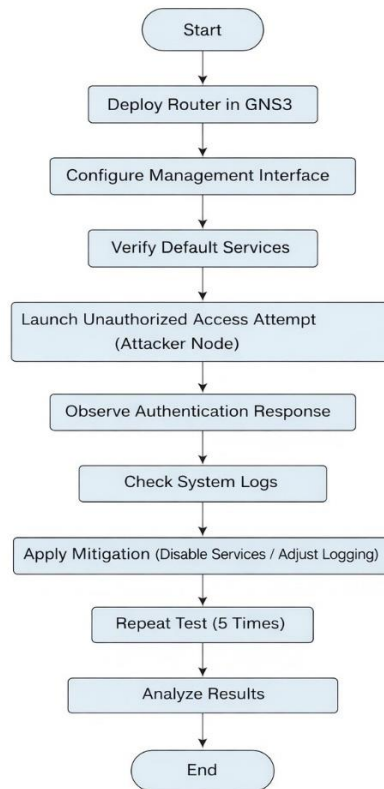 Start
Deploy Router in GNS3
Configure Management Interface
Verify Default Services
Launch Unauthorized Access Attempt
(Attacker Node)
Observe Authentication Response
Check System Logs
Apply Mitigation (Disable Services / Adjust Logging)
Repeat Test (5 Times)
Analyze Results
End